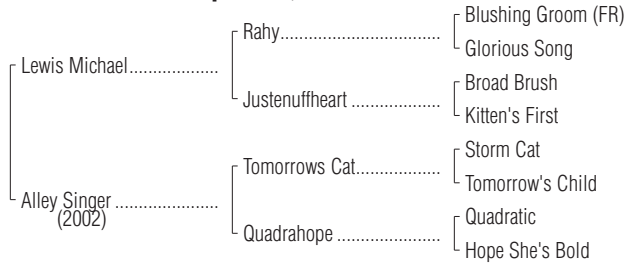 Blushing Groom (FR)
Rahy
Glorious Song
Lewis Michael
Broad Brush
Justenuffheart
Kitten's First
Storm Cat
Tomorrows Cat
Tomorrow's Child
Alley Singer
(2002)
Quadratic
Quadrahope
Hope She's Bold